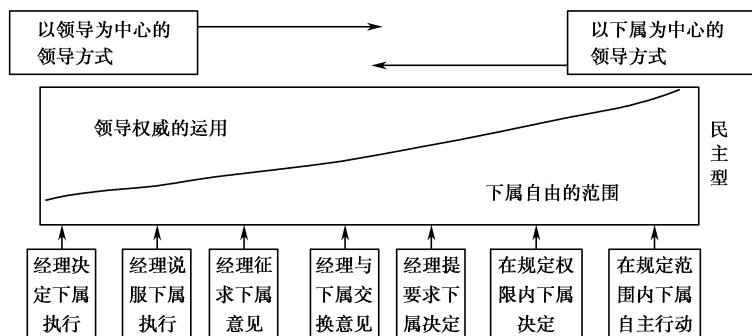 以领导为中心的
领导方式
以下属为中心的
领导方式
领导权威的运用
民主型
下属自由的范围
经理决
定下属
执行
经理说
服下属
执行
经理征
求下属
意见
经理与
下属交
换意见
经理提
要求下
属决定
在规定权
限内下属
决定
在规定范
围内下属
自主行动